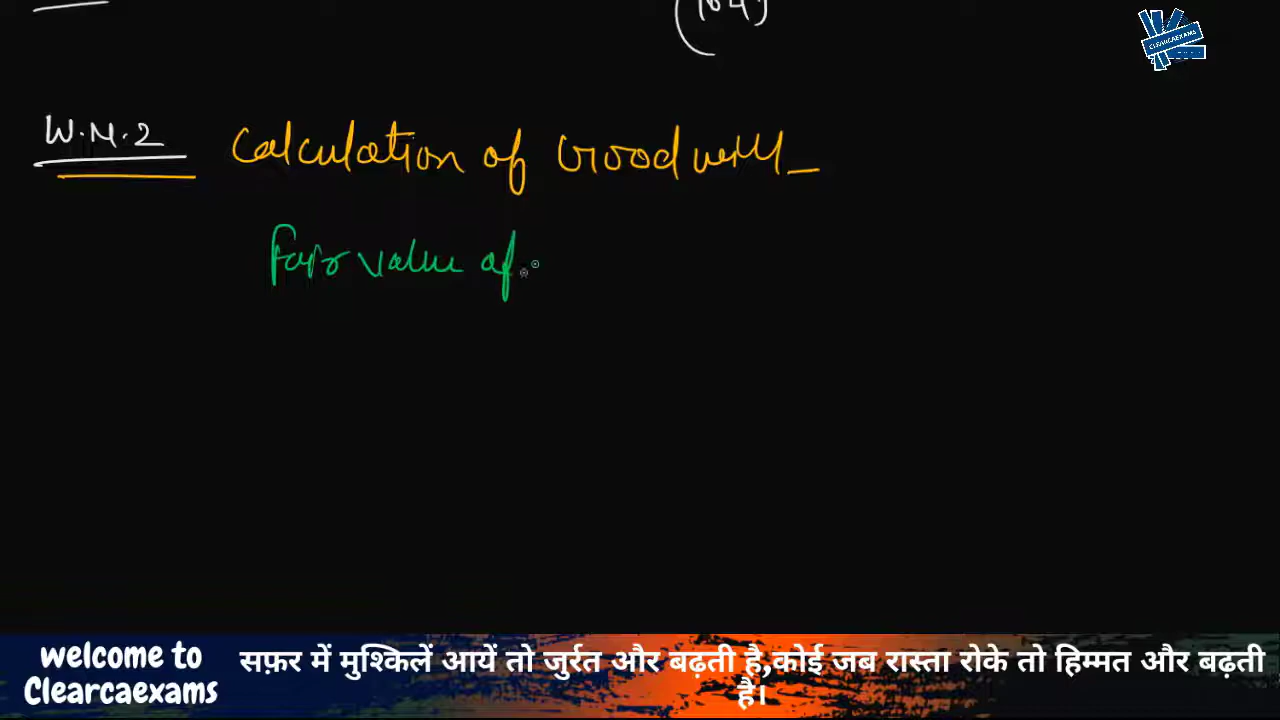 CLEARCAEXAMS
W.N.2 Calculation of Goodwill
Fair value of
welcome to
Clearcaexams
सफ़र में मुश्किलें आयें तो जुर्रत और बढ़ती है,कोई जब रास्ता रोके तो हिम्मत और बढ़ती
है।